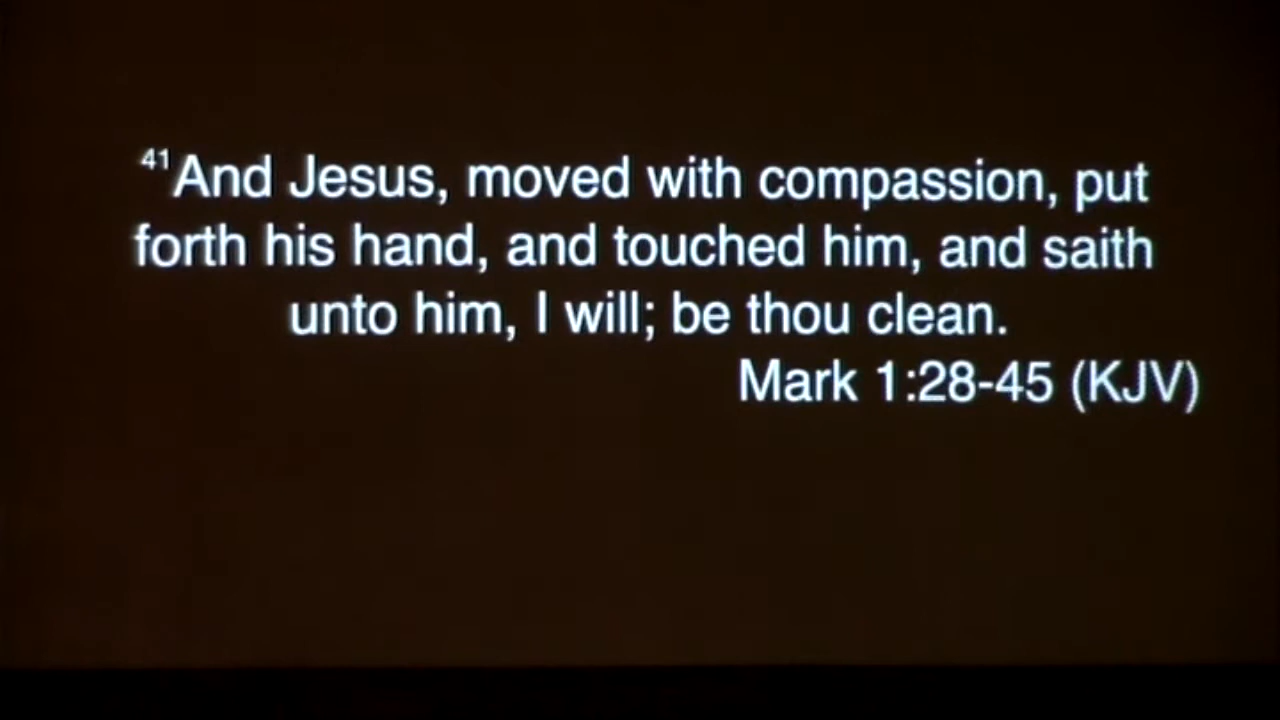 41And Jesus, moved with compassion, put
forth his hand, and touched him, and saith
unto him, I will; be thou clean.
Mark 1:28-45 (KJV)